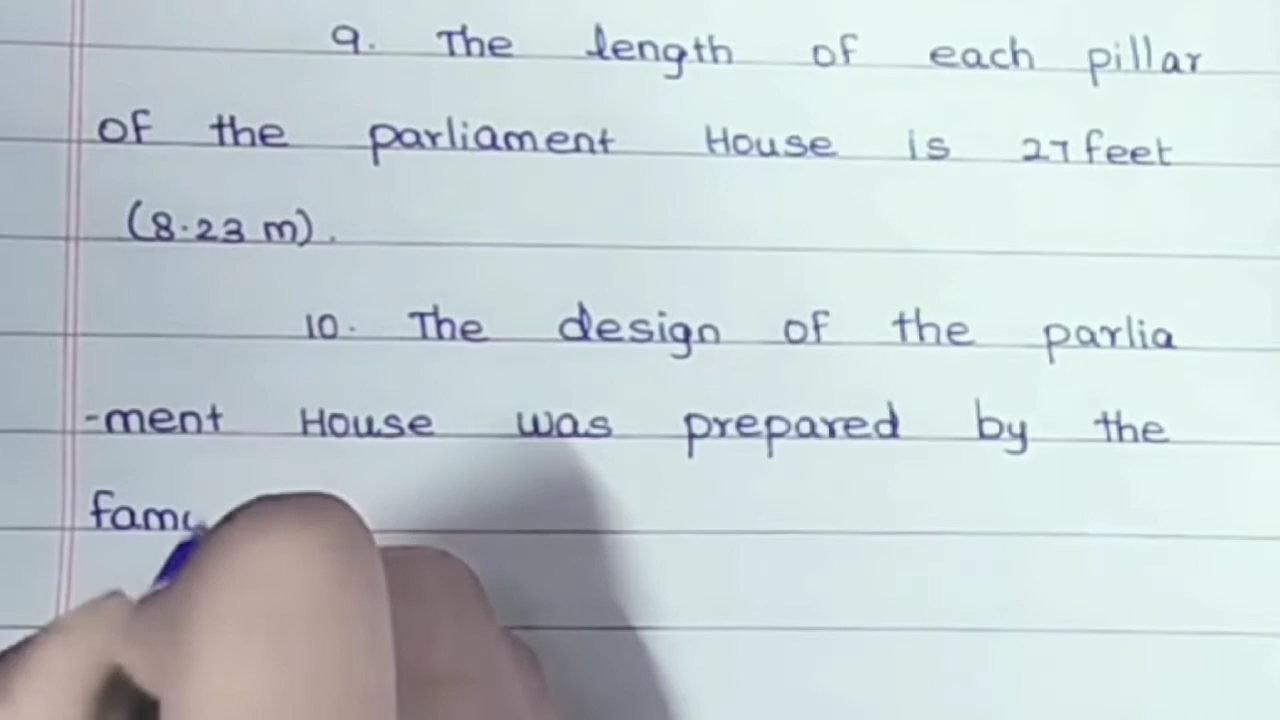 9. The length of each pillar
of the parliament House is 27 feet
(8.23 m).
10. The design of the parlia
-ment House was prepared by the